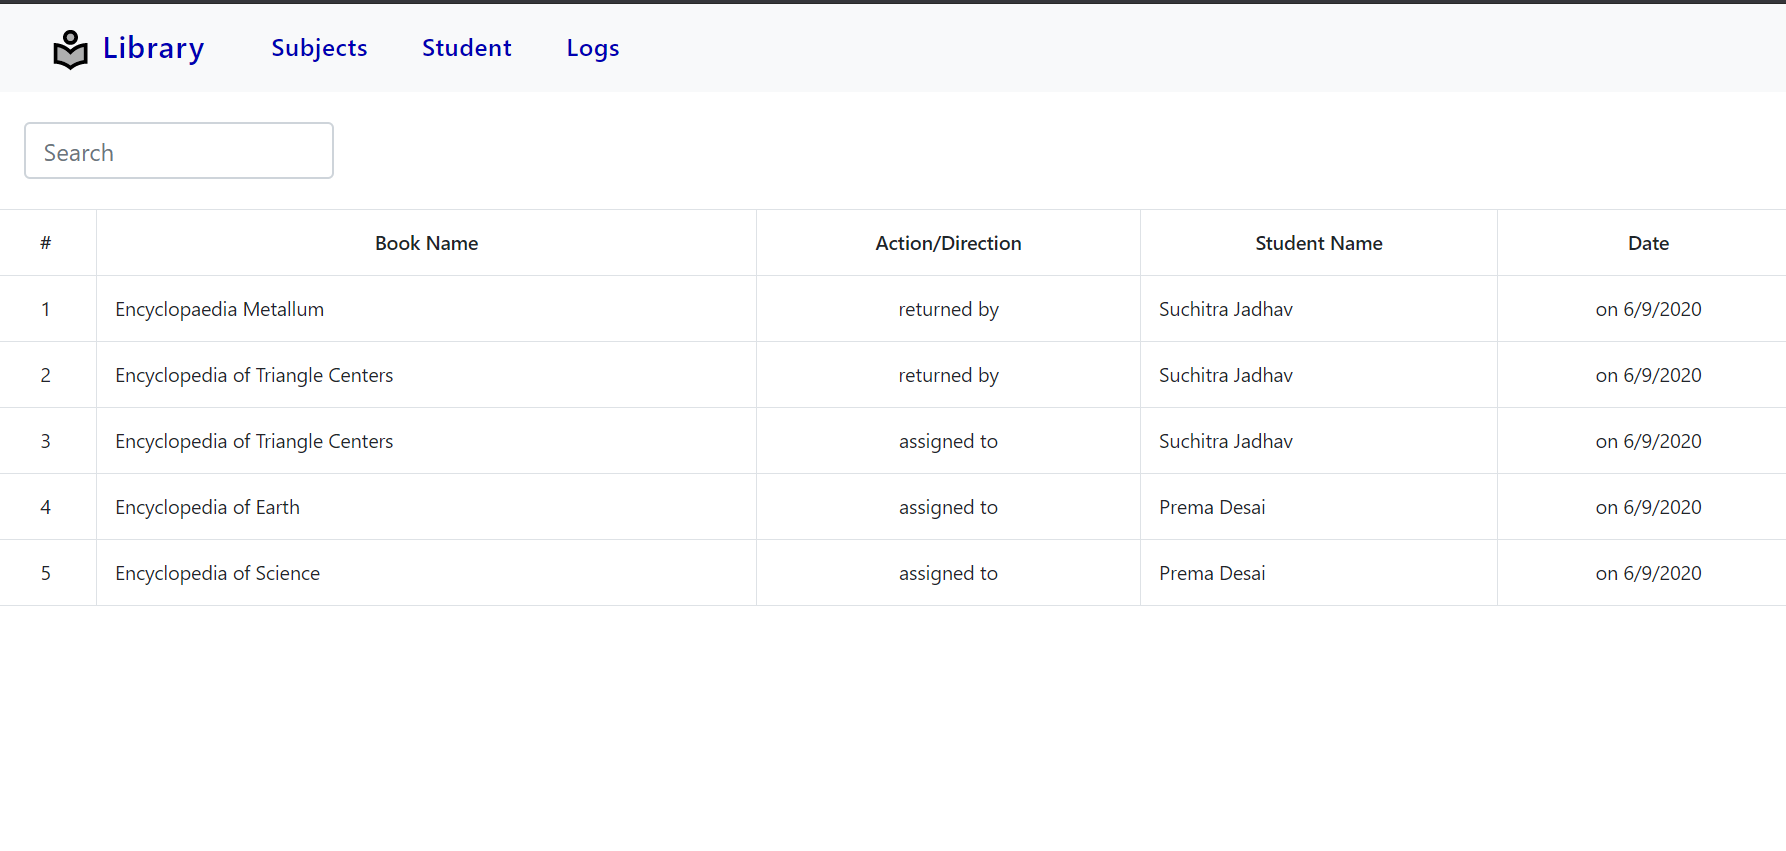 Library Subjects Student Logs
Search
# Book Name Action/Direction Student Name Date
1 Encyclopaedia Metallum returned by Suchitra Jadhav on 6/9/2020
2 Encyclopedia of Triangle Centers returned by Suchitra Jadhav on 6/9/2020
3 Encyclopedia of Triangle Centers assigned to Suchitra Jadhav on 6/9/2020
4 Encyclopedia of Earth assigned to Prema Desai on 6/9/2020
5 Encyclopedia of Science assigned to Prema Desai on 6/9/2020